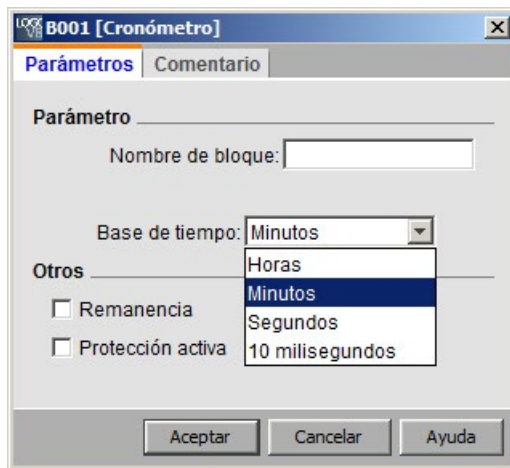 B001 [Cronómetro]
Parámetros Comentario
Parámetro
Nombre de bloque:
Base de tiempo: Minutos
Horas
Otros
Minutos
Remanencia
Segundos
Protección activa
10 milisegundos
Aceptar Cancelar Ayuda